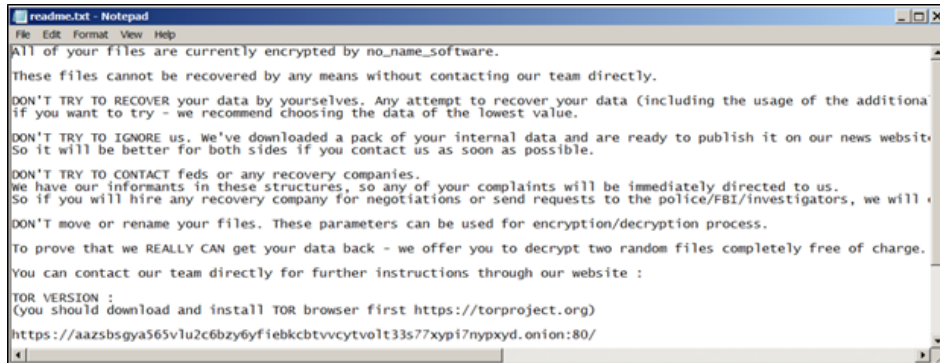 readme.txt - Notepad
File Edit Format View Help
All of your files are currently encrypted by no_name_software.
These files cannot be recovered by any means without contacting our team directly.
DON'T TRY TO RECOVER your data by yourselves. Any attempt to recover your data (including the usage of the additiona
if you want to try - we recommend choosing the data of the lowest value.
DON'T TRY TO IGNORE us. We've downloaded a pack of your internal data and are ready to publish it on our news websit
So it will be better for both sides if you contact us as soon as possible.
DON'T TRY TO CONTACT feds or any recovery companies.
We have our informants in these structures, so any of your complaints will be immediately directed to us.
So if you will hire any recovery company for negotiations or send requests to the police/FBI/investigators, we will
DON'T move or rename your files. These parameters can be used for encryption/decryption process.
To prove that we REALLY CAN get your data back - we offer you to decrypt two random files completely free of charge.
You can contact our team directly for further instructions through our website :
TOR VERSION :
(you should download and install TOR browser first https://torproject.org)
https://aazsbsgya565vlu2c6bzy6yfiebkcbtvvcytvolt33s77xypi7nypxyd.onion:80/